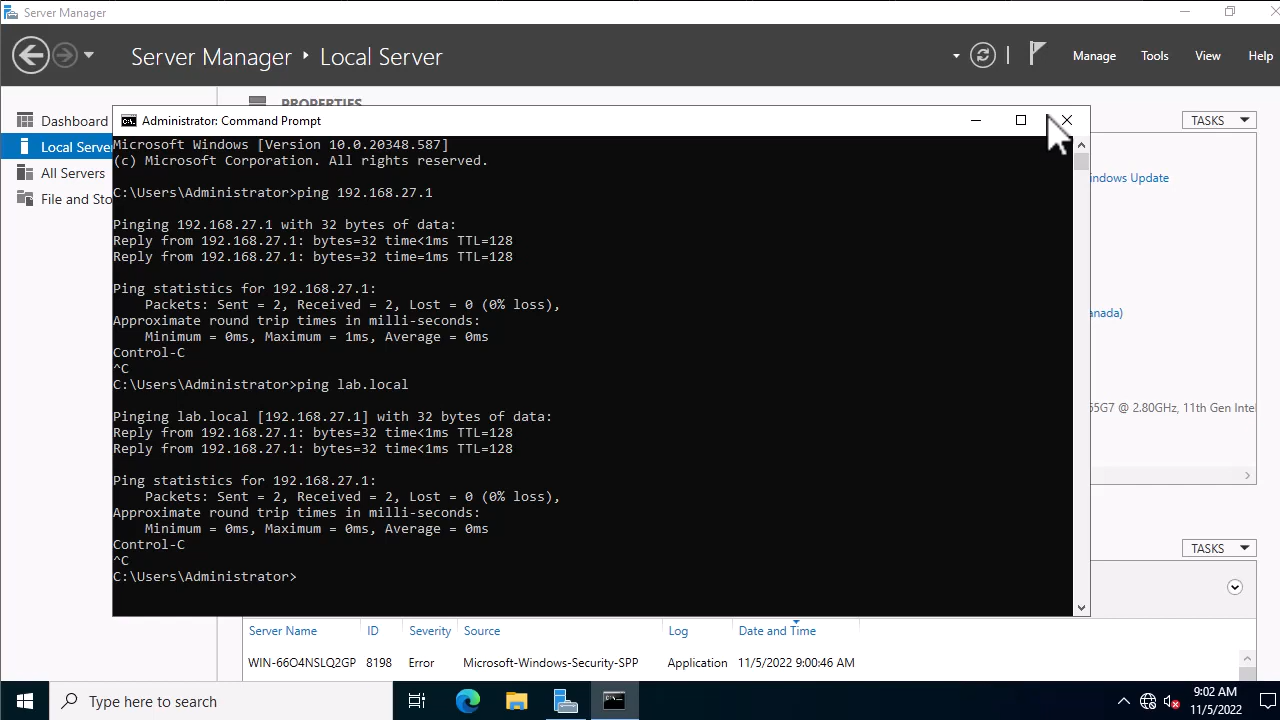 Server Manager
Server Manager ‣ Local Server
Manage Tools View Help
Dashboard
Local Server
All Servers
File and Sto
PROPERTIES
TASKS
indows Update
anada)
55G7 @ 2.80GHz, 11th Gen Intel
Administrator: Command Prompt
Microsoft Windows [Version 10.0.20348.587]
(c) Microsoft Corporation. All rights reserved.
C:\Users\Administrator>ping 192.168.27.1
Pinging 192.168.27.1 with 32 bytes of data:
Reply from 192.168.27.1: bytes=32 time<1ms TTL=128
Reply from 192.168.27.1: bytes=32 time=1ms TTL=128
Ping statistics for 192.168.27.1:
Packets: Sent = 2, Received = 2, Lost = 0 (0% loss),
Approximate round trip times in milli-seconds:
Minimum = 0ms, Maximum = 1ms, Average = 0ms
Control-C
^C
C:\Users\Administrator>ping lab.local
Pinging lab.local [192.168.27.1] with 32 bytes of data:
Reply from 192.168.27.1: bytes=32 time<1ms TTL=128
Reply from 192.168.27.1: bytes=32 time<1ms TTL=128
Ping statistics for 192.168.27.1:
Packets: Sent = 2, Received = 2, Lost = 0 (0% loss),
Approximate round trip times in milli-seconds:
Minimum = 0ms, Maximum = 0ms, Average = 0ms
Control-C
^C
C:\Users\Administrator>
TASKS
Server Name ID Severity Source Log Date and Time
WIN-66O4NSLQ2GP 8198 Error Microsoft-Windows-Security-SPP Application 11/5/2022 9:00:46 AM
Type here to search
9:02 AM
11/5/2022